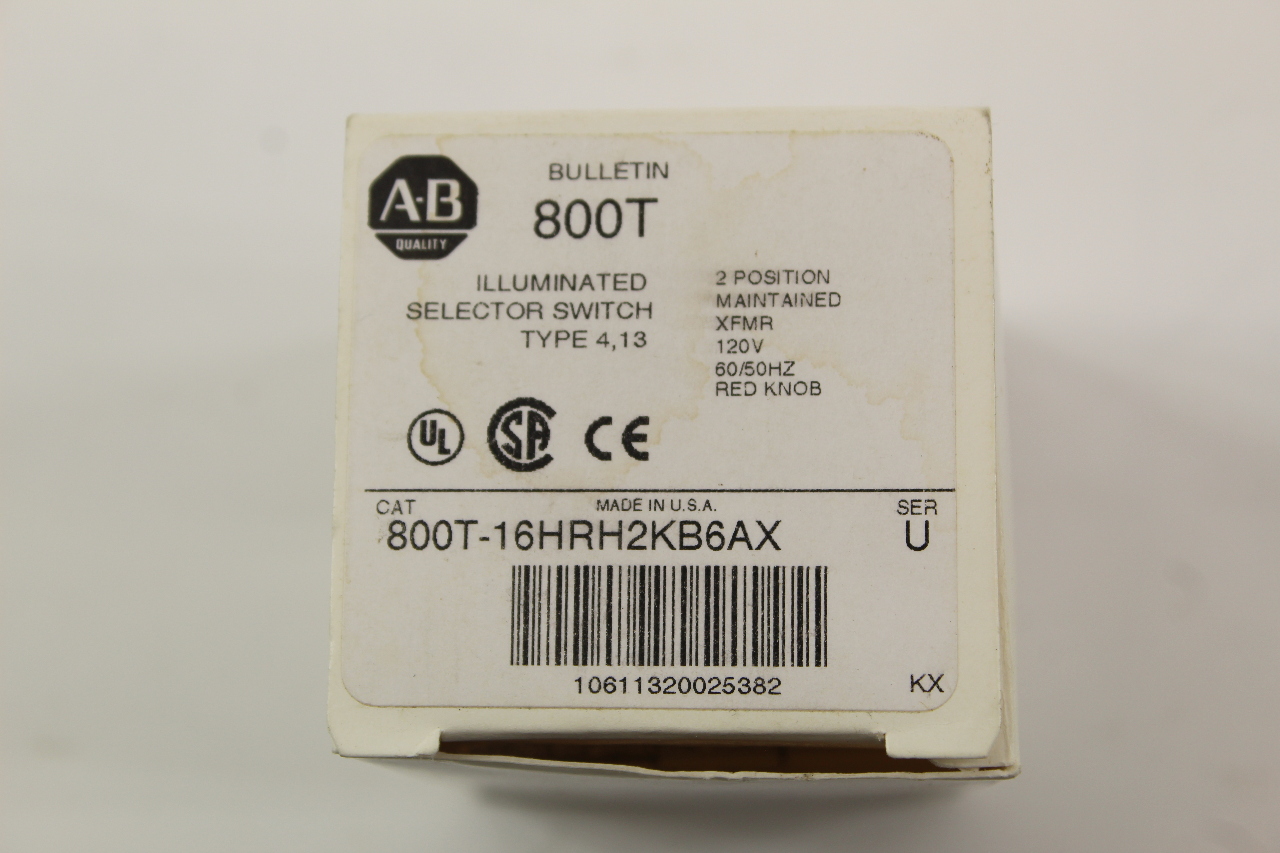 A-B
QUALITY
BULLETIN
800T
ILLUMINATED
SELECTOR SWITCH
TYPE 4,13
2 POSITION
MAINTAINED
XFMR
120V
60/50HZ
RED KNOB
UL
SA
CE
CAT
MADE IN U.S.A.
SER
800T-16HRH2KB6AX
U
10611320025382
KX